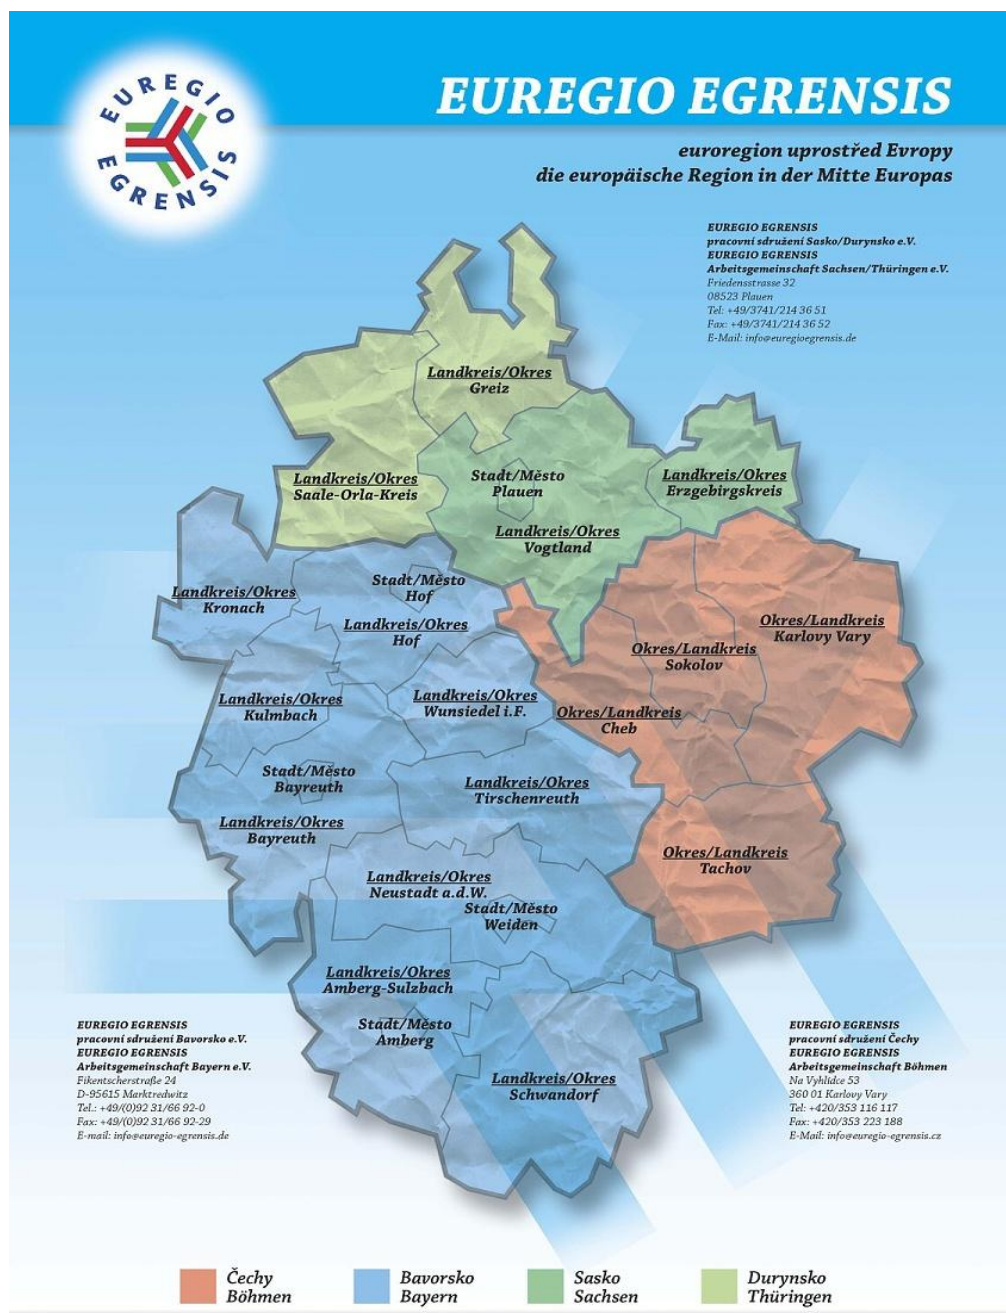 EUREGIO
EGRENSIS
EUREGIO EGRENSIS
euroregion uprostřed Evropy
die europäische Region in der Mitte Europas
EUREGIO EGRENSIS
pracovní sdružení Sasko/Durynsko e.V.
EUREGIO EGRENSIS
Arbeitsgemeinschaft Sachsen/Thüringen e.V.
Friedensstrasse 32
08523 Plauen
Tel: +49/3741/214 36 51
Fax: +49/3741/214 36 52
E-Mail: info@euregioegrensis.de
Landkreis/Okres
Greiz
Landkreis/Okres
Saale-Orla-Kreis
Stadt/Město
Plauen
Landkreis/Okres
Erzgebirgskreis
Landkreis/Okres
Vogtland
Landkreis/Okres
Kronach
Stadt/Město
Hof
Landkreis/Okres
Hof
Okres/Landkreis
Karlovy Vary
Okres/Landkreis
Sokolov
Landkreis/Okres
Kulmbach
Landkreis/Okres
Wunsiedel i.F.
Okres/Landkreis
Cheb
Stadt/Město
Bayreuth
Landkreis/Okres
Tirschenreuth
Landkreis/Okres
Bayreuth
Okres/Landkreis
Tachov
Landkreis/Okres
Neustadt a.d.W.
Stadt/Město
Weiden
Landkreis/Okres
Amberg-Sulzbach
Stadt/Město
Amberg
Landkreis/Okres
Schwandorf
EUREGIO EGRENSIS
pracovní sdružení Bavorsko e.V.
EUREGIO EGRENSIS
Arbeitsgemeinschaft Bayern e.V.
Fikentscherstraße 24
D-95615 Marktredwitz
Tel.: +49/(0)92 31/66 92-0
Fax: +49/(0)92 31/66 92-29
E-mail: info@euregio-egrensis.de
EUREGIO EGRENSIS
pracovní sdružení Čechy
EUREGIO EGRENSIS
Arbeitsgemeinschaft Böhmen
Na Vyhlídce 53
360 01 Karlovy Vary
Tel: +420/353 116 117
Fax: +420/353 223 188
E-Mail: info@euregio-egrensis.cz
Čechy
Böhmen
Bavorsko
Bayern
Sasko
Sachsen
Durynsko
Thüringen